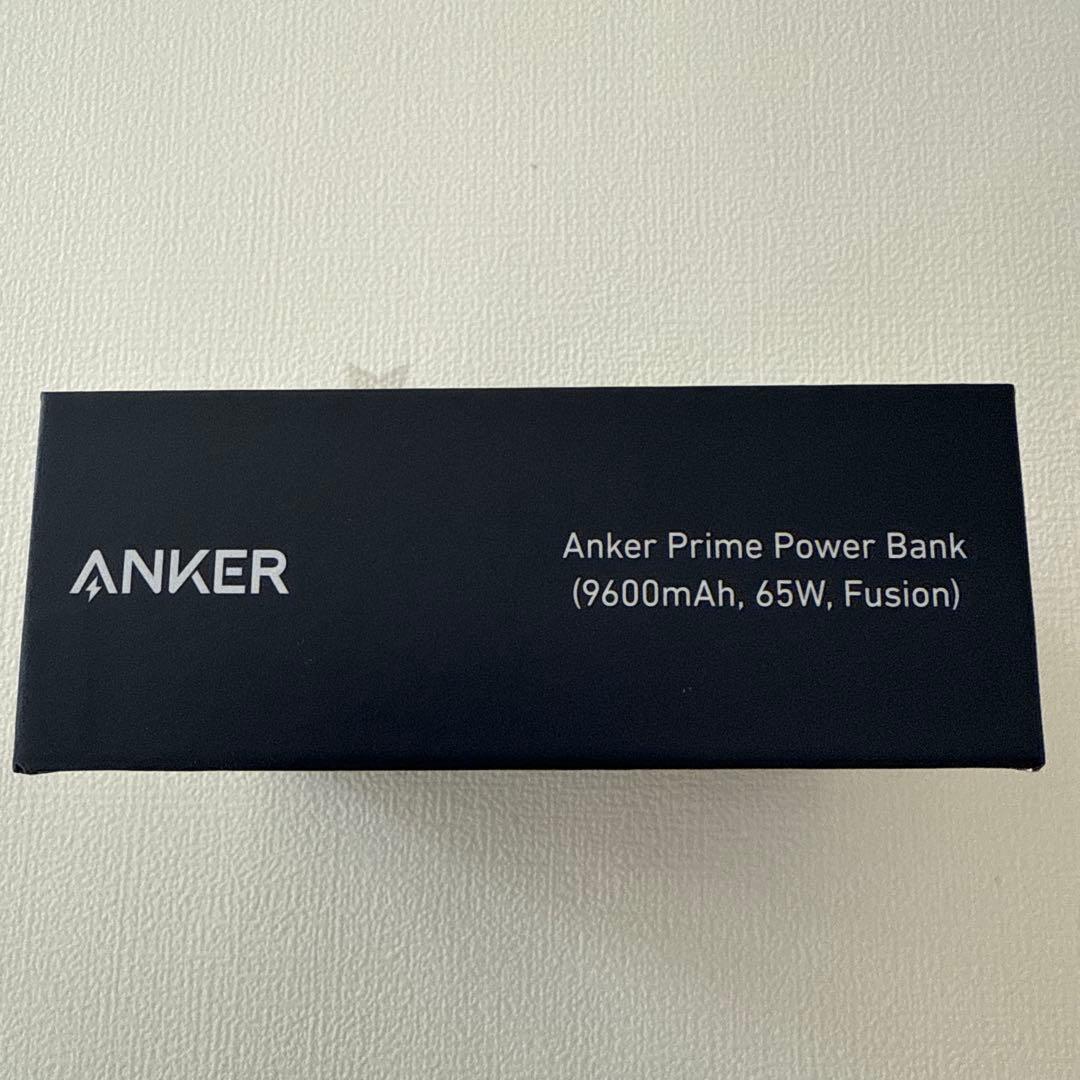 ANKER
Anker Prime Power Bank
(9600mAh, 65W, Fusion)